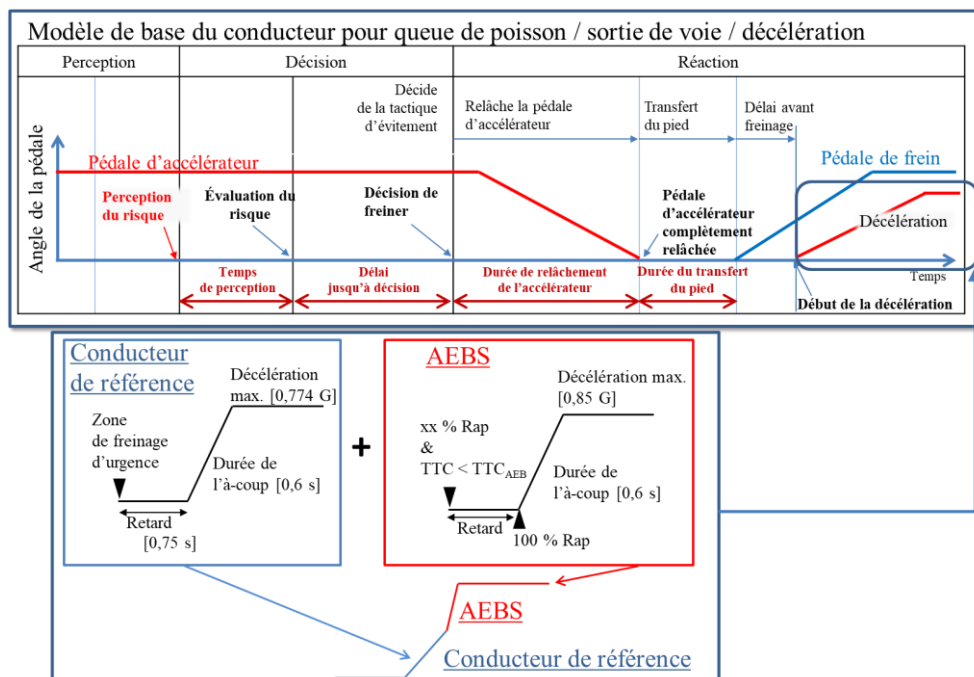 Modèle de base du conducteur pour queue de poisson / sortie de voie / décélération
Perception
Décision
Réaction
Décide
de la tactique
d'évitement
Relâche la pédale
d'accélérateur
Transfert
du pied
Délai avant
freinage
Angle de la pédale
Pédale d'accélérateur
Pédale de frein
Perception
du risque
Évaluation du
risque
Décision de
freiner
Pédale
d'accélérateur
complètement
relâchée
Décélération
Temps
Temps
de perception
Délai
jusqu'à décision
Durée de relâchement
de l'accélérateur
Durée du transfert
du pied
Début de la décélération
Conducteur
de référence
Décélération
max. [0,774 G]
Zone
de freinage
d'urgence
Durée de
l'à-coup [0,6 s]
Retard
[0,75 s]
+
AEBS
Décélération max.
[0,85 G]
xx % Rap
&
TTC < TTCAEB
Durée de
l'à-coup [0,6 s]
Retard
100 % Rap
AEBS
Conducteur de référence